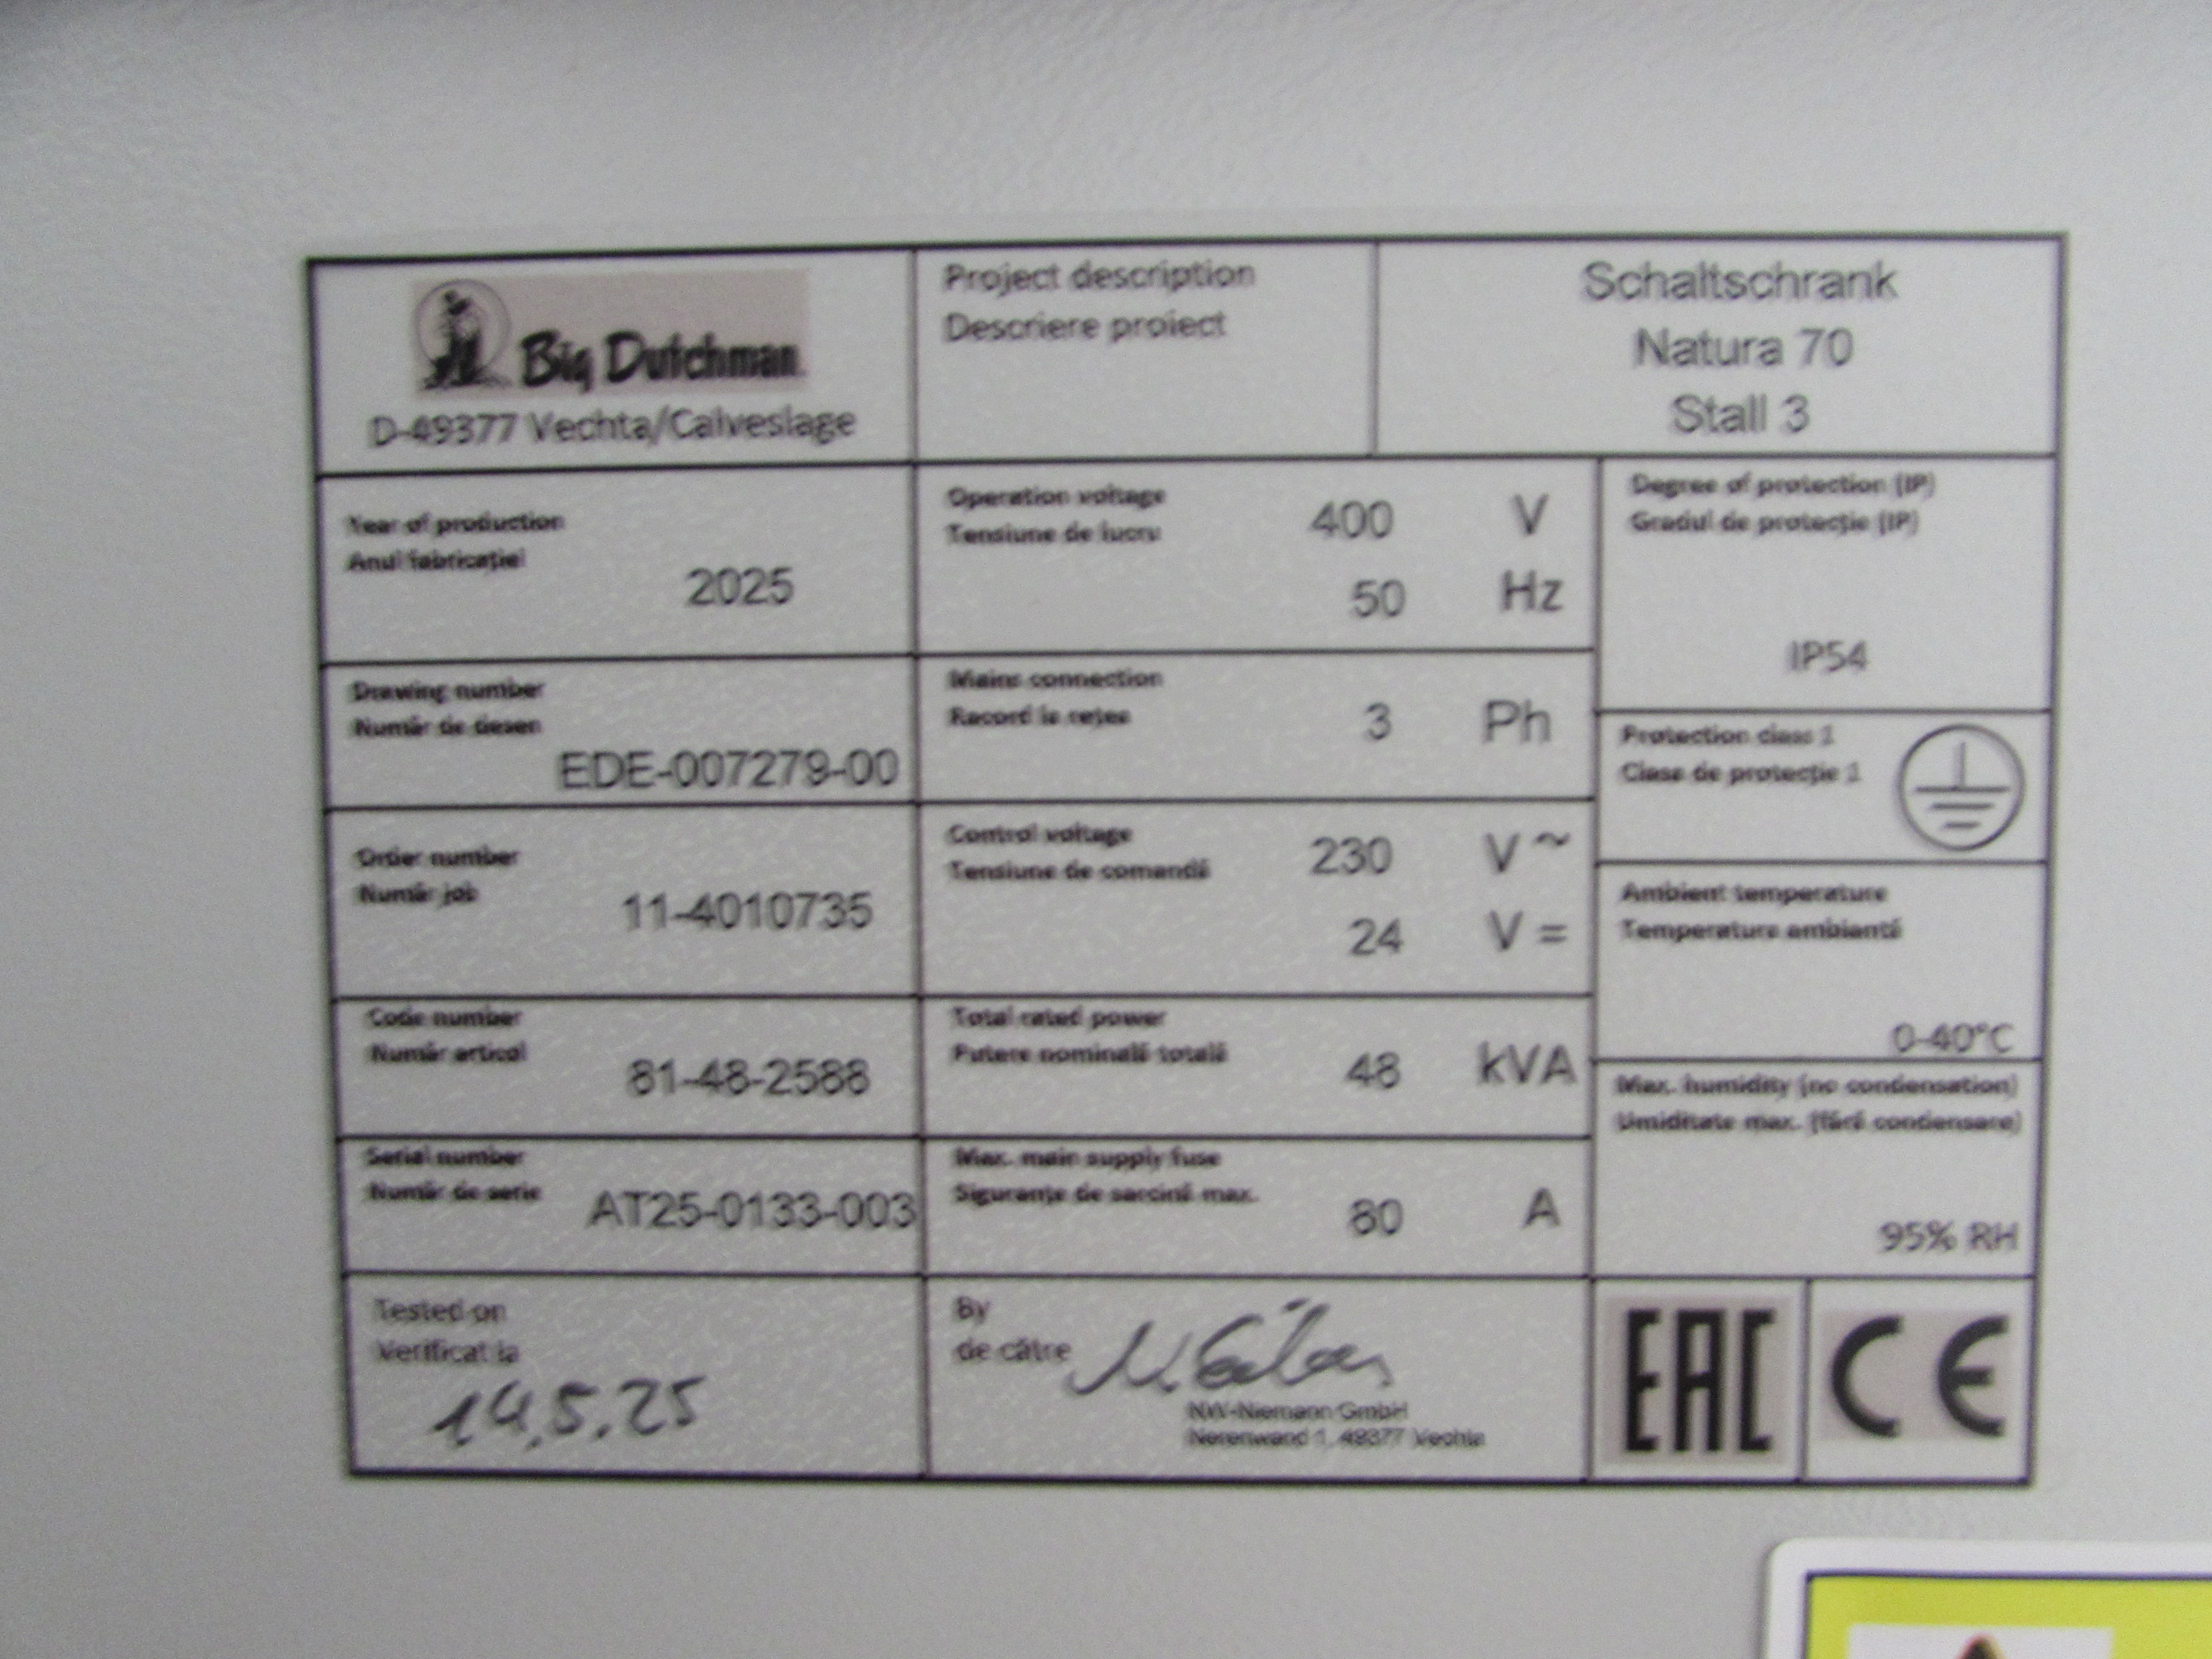 Big Dutchman
D-49377 Vechta/Calveslage
Project description
Descriere proiect
Schaltschrank
Natura 70
Stall 3
Year of production
Anul fabricației
2025
Operation voltage
Tensiune de lucru
400 V
50 Hz
Degree of protection (IP)
Gradul de protecție (IP)
IP54
Drawing number
Număr de desen
EDE-007279-00
Mains connection
Racord la rețea
3 Ph
Protection class 1
Clasa de protecție 1
Order number
Număr job
11-4010735
Control voltage
Tensiune de comandă
230 V ~
24 V =
Ambient temperature
Temperatura ambiantă
0-40°C
Code number
Număr articol
81-48-2588
Total rated power
Putere nominală totală
48 kVA
Max. humidity (no condensation)
Umiditate max. (fără condensare)
95% RH
Serial number
Număr de serie
AT25-0133-003
Max. main supply fuse
Siguranța de sarcină max.
80 A
Tested on
Verificat la
14.5.25
By
de către
NW-Niemann GmbH
Nerenwand 1, 49377 Vechta
EAC
CE